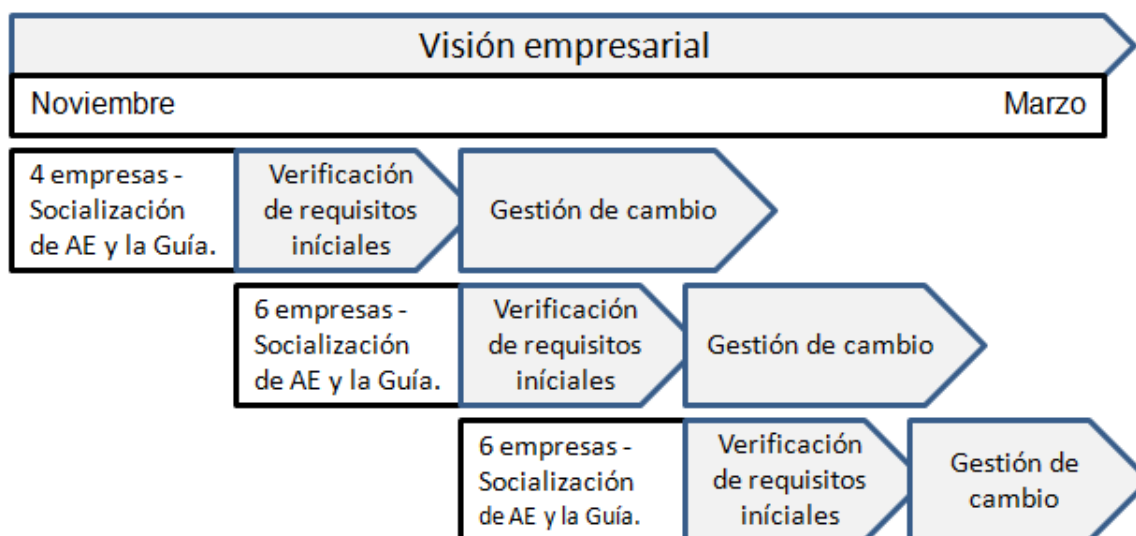 Visión empresarial
Noviembre
Marzo
4 empresas -
Socialización
de AE y la Guía.
Verificación
de requisitos
iníciales
Gestión de cambio
6 empresas -
Socialización
de AE y la Guía.
Verificación
de requisitos
iníciales
Gestión de cambio
6 empresas -
Socialización
de AE y la Guía.
Verificación
de requisitos
iníciales
Gestión de
cambio